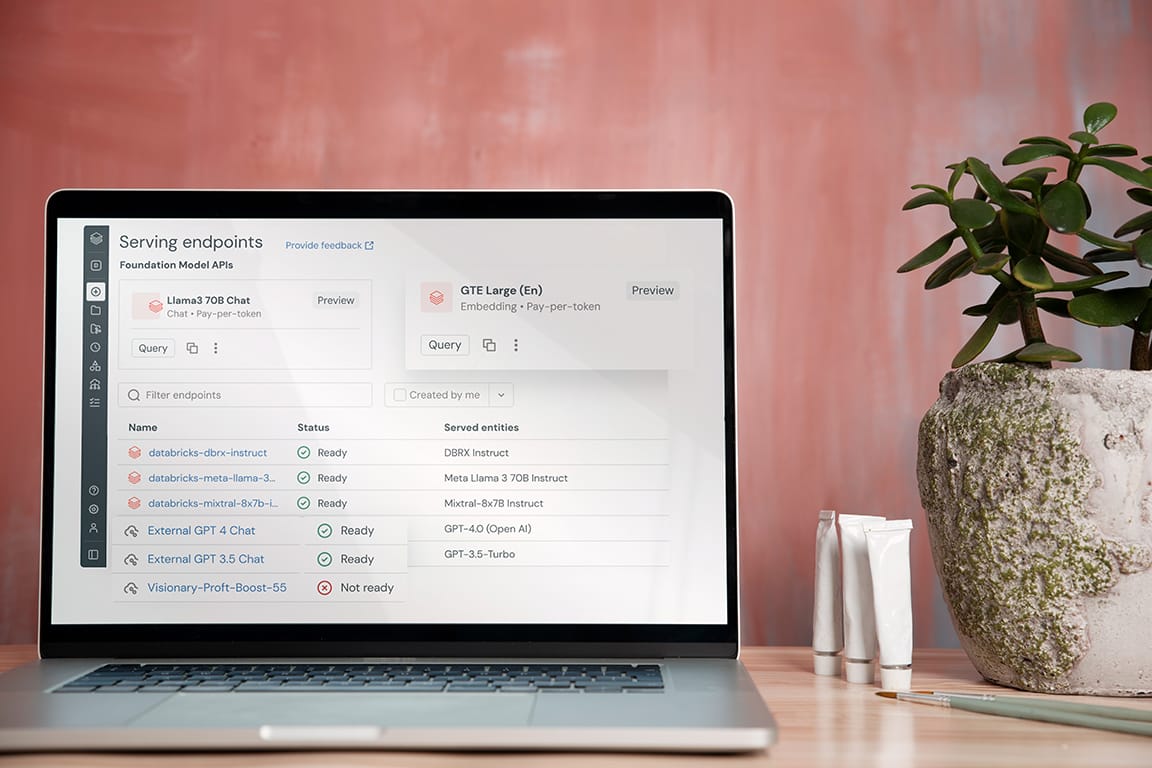 Serving endpoints Provide feedback
Foundation Model APIs
Llama3 70B Chat Preview
Chat • Pay-per-token
Query
GTE Large (En) Preview
Embedding • Pay-per-token
Query
Filter endpoints Created by me
Name Status Served entities
databricks-dbrx-instruct Ready DBRX Instruct
databricks-meta-llama-3... Ready Meta Llama 3 70B Instruct
databricks-mixtral-8x7b-i... Ready Mixtral-8x7B Instruct
External GPT 4 Chat Ready GPT-4.0 (Open AI)
External GPT 3.5 Chat Ready GPT-3.5-Turbo
Visionary-Proft-Boost-55 Not ready